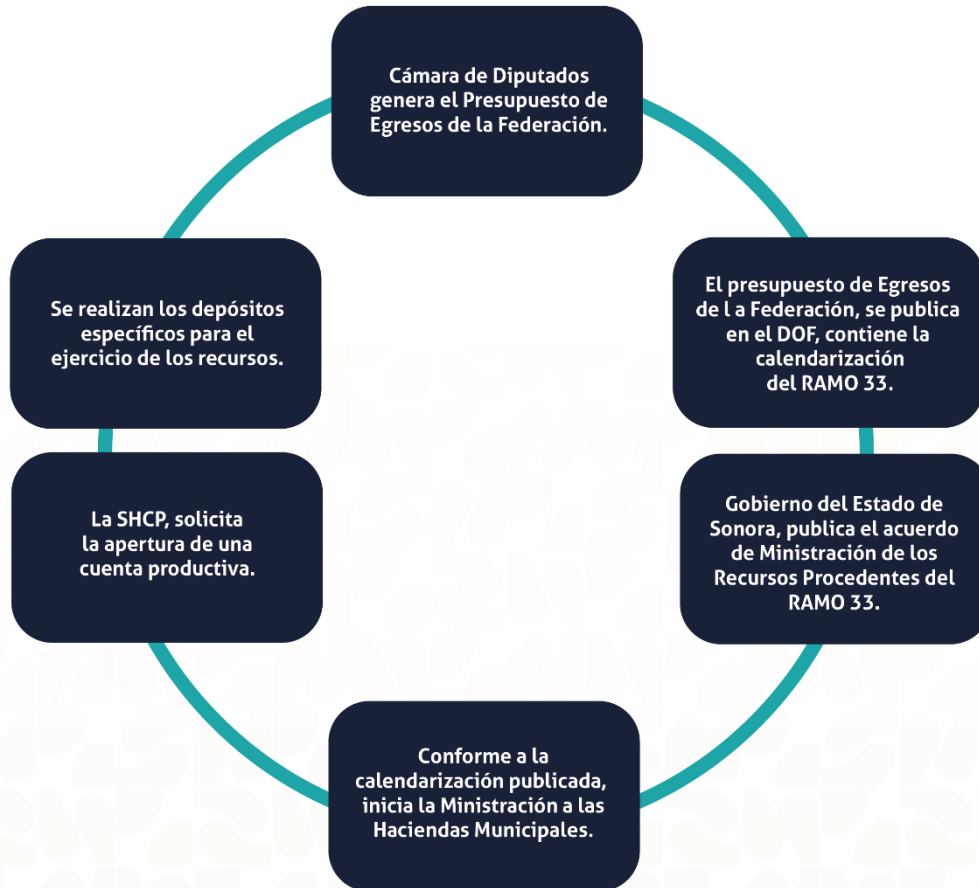 Cámara de Diputados
genera el Presupuesto de
Egresos de la Federación.
El presupuesto de Egresos
de l a Federación, se publica
en el DOF, contiene la
calendarización
del RAMO 33.
Gobierno del Estado de
Sonora, publica el acuerdo
de Ministración de los
Recursos Procedentes del
RAMO 33.
Conforme a la
calendarización publicada,
inicia la Ministración a las
Haciendas Municipales.
La SHCP, solicita
la apertura de una
cuenta productiva.
Se realizan los depósitos
específicos para el
ejercicio de los recursos.